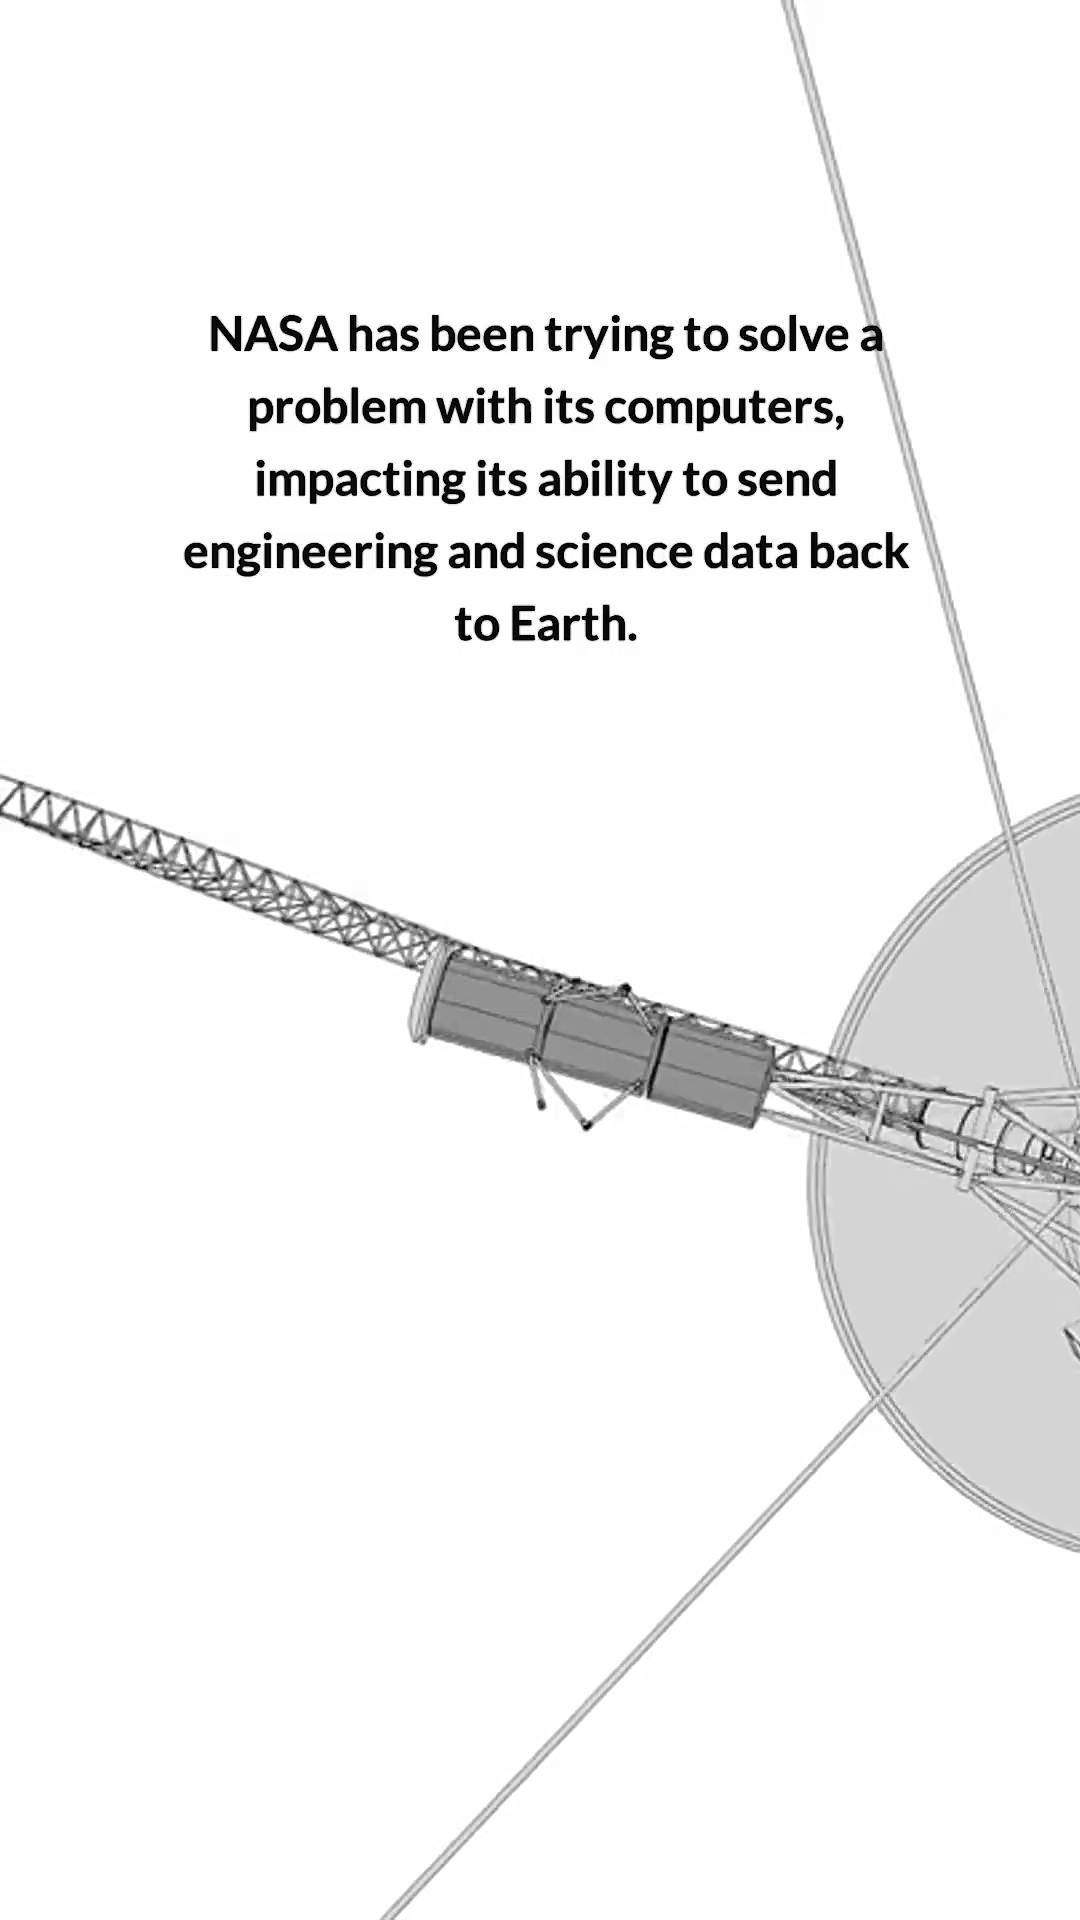 NASA has been trying to solve a
problem with its computers,
impacting its ability to send
engineering and science data back
to Earth.